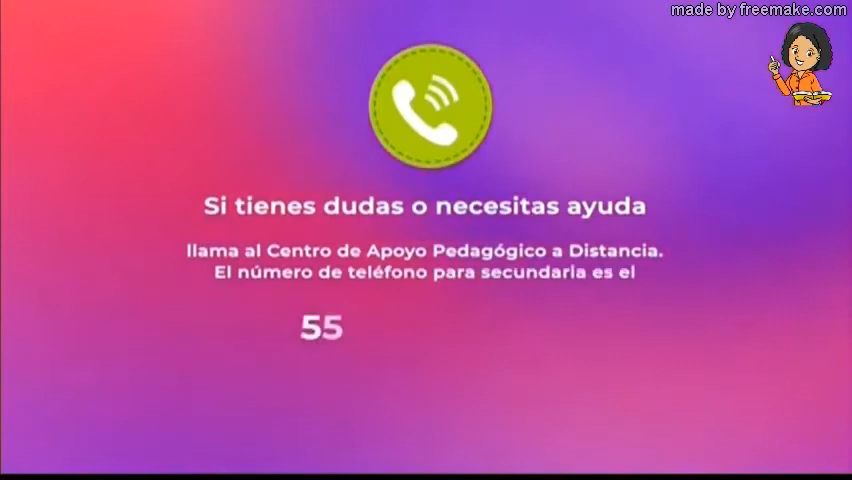 made by freemake.com
Si tienes dudas o necesitas ayuda
llama al Centro de Apoyo Pedagógico a Distancia.
El número de teléfono para secundaria es el
55